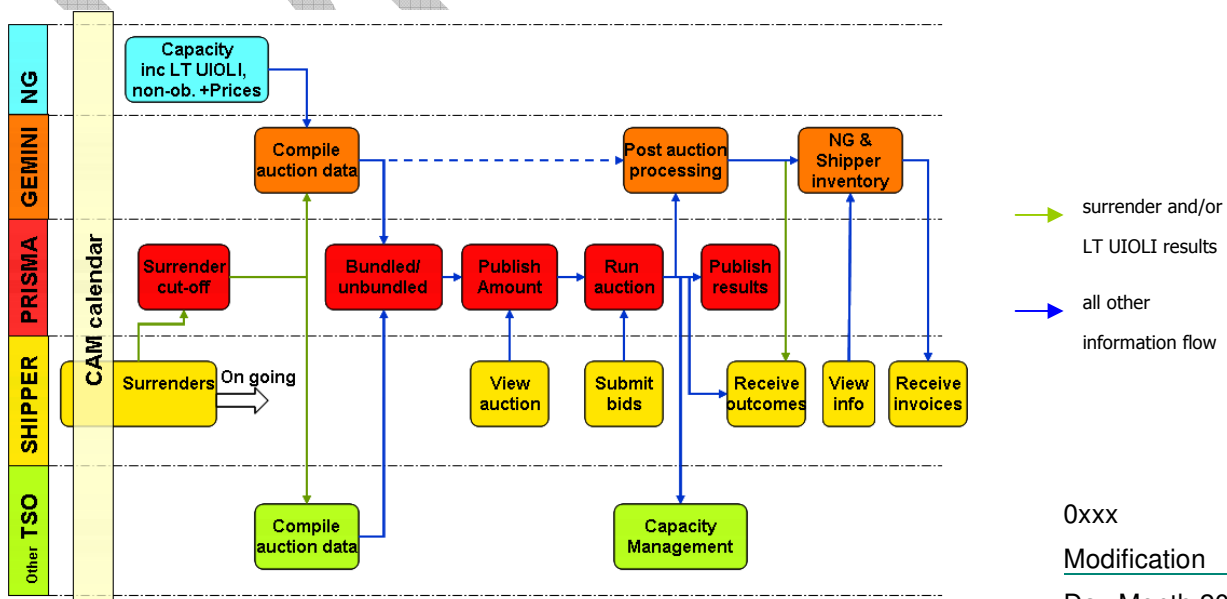 NG
Capacity
inc LT UIOLI,
non-ob. +Prices
GEMINI
Compile
auction data
Post auction
processing
NG &
Shipper
inventory
PRISMA
CAM calendar
Surrender
cut-off
Bundled/
unbundled
Publish
Amount
Run
auction
Publish
results
SHIPPER
Surrenders
On going
View
auction
Submit
bids
Receive
outcomes
View
info
Receive
invoices
Other TSO
Compile
auction data
Capacity
Management
surrender and/or
LT UIOLI results
all other
information flow
0xxx
Modification